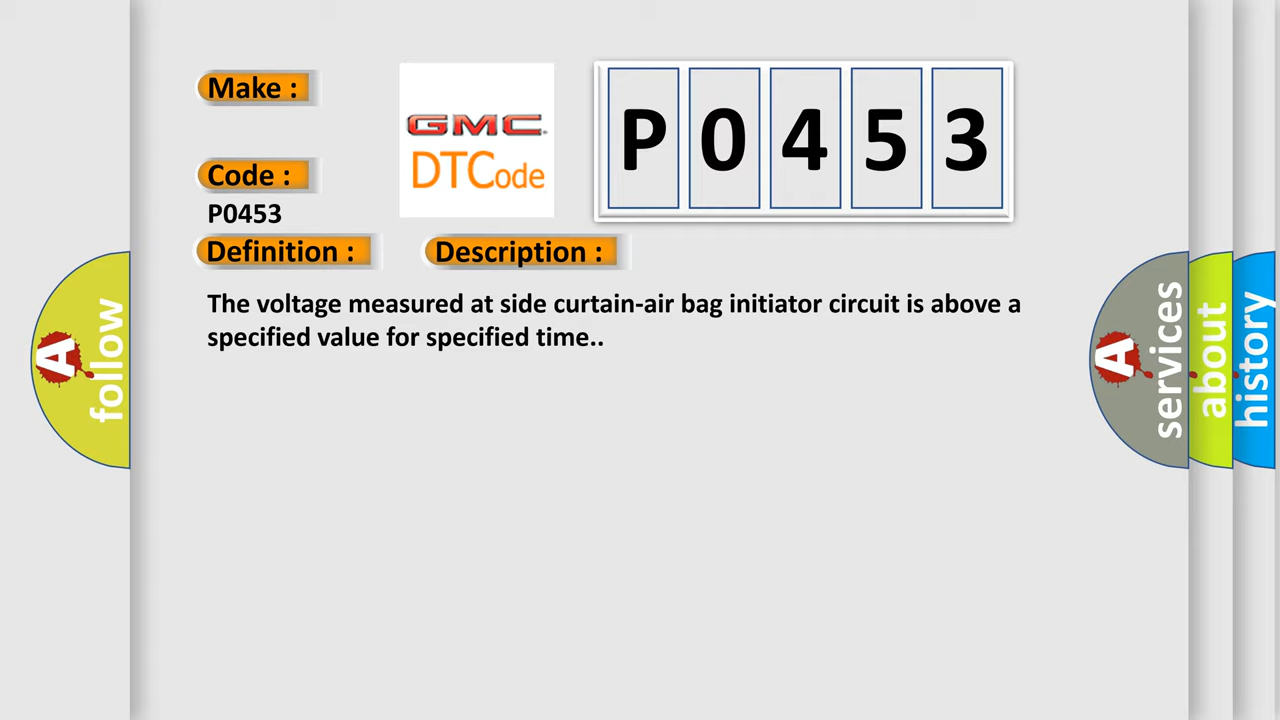 Make :
GMC
DTCode
P0453
Code :
P0453
Definition :
Description :
The voltage measured at side curtain-air bag initiator circuit is above a
specified value for specified time..
A
follow
A
services
about
history